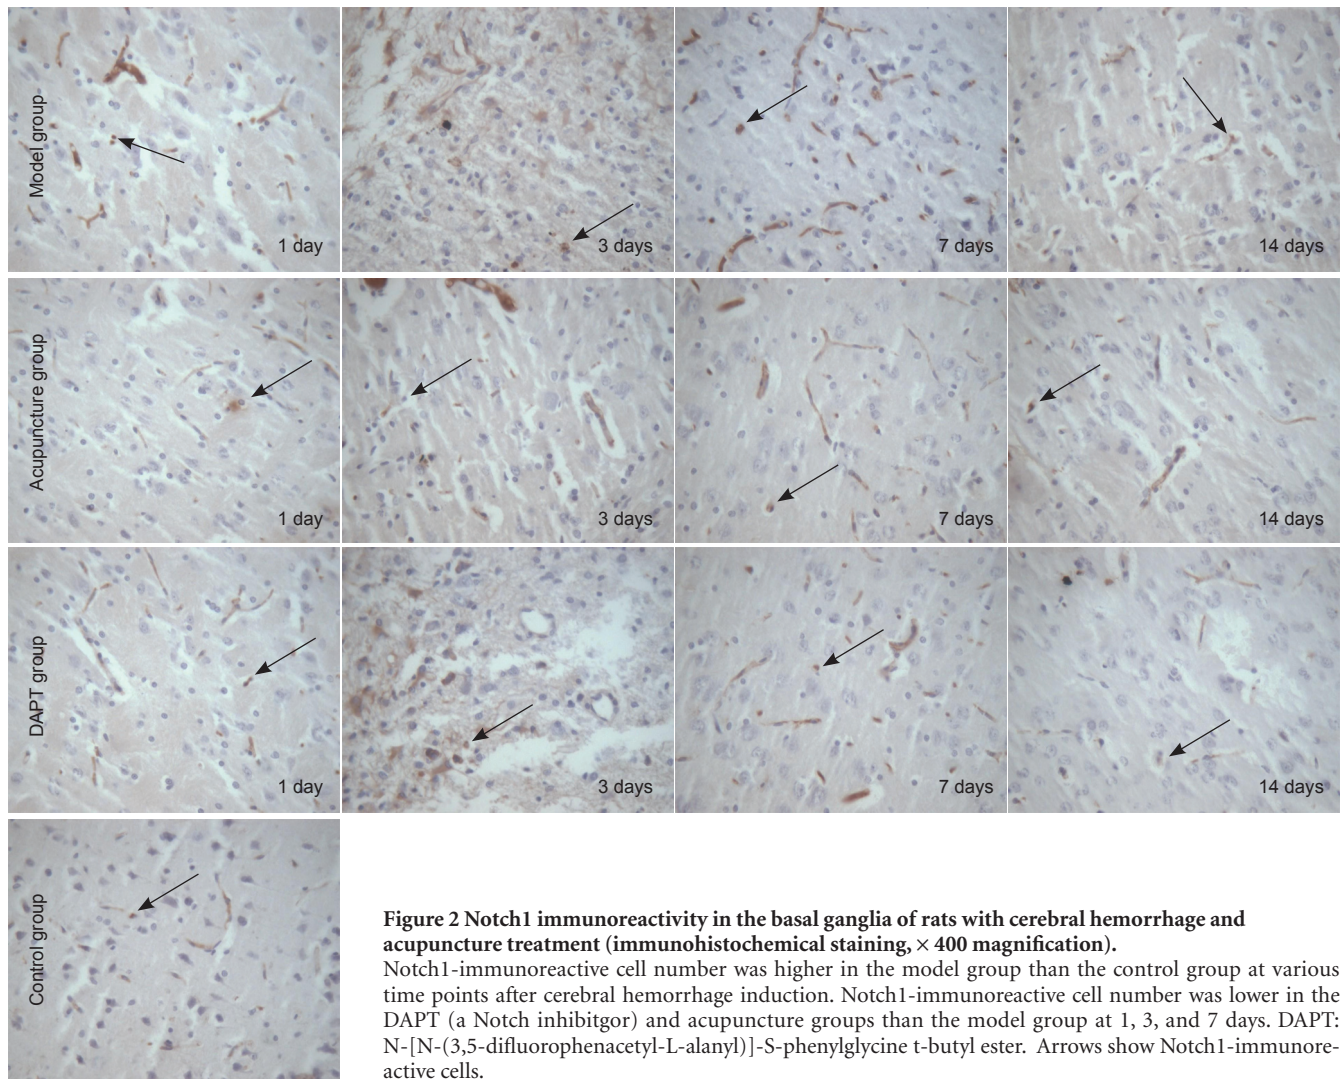 Model group
1 day
3 days
7 days
14 days
Acupuncture group
1 day
3 days
7 days
14 days
DAPT group
1 day
3 days
7 days
14 days
Control group
Figure 2 Notch1 immunoreactivity in the basal ganglia of rats with cerebral hemorrhage and
acupuncture treatment (immunohistochemical staining, × 400 magnification).
Notch1-immunoreactive cell number was higher in the model group than the control group at various
time points after cerebral hemorrhage induction. Notch1-immunoreactive cell number was lower in the
DAPT (a Notch inhibitgor) and acupuncture groups than the model group at 1, 3, and 7 days. DAPT:
N-[N-(3,5-difluorophenacetyl-L-alanyl)]-S-phenylglycine t-butyl ester. Arrows show Notch1-immunore-
active cells.